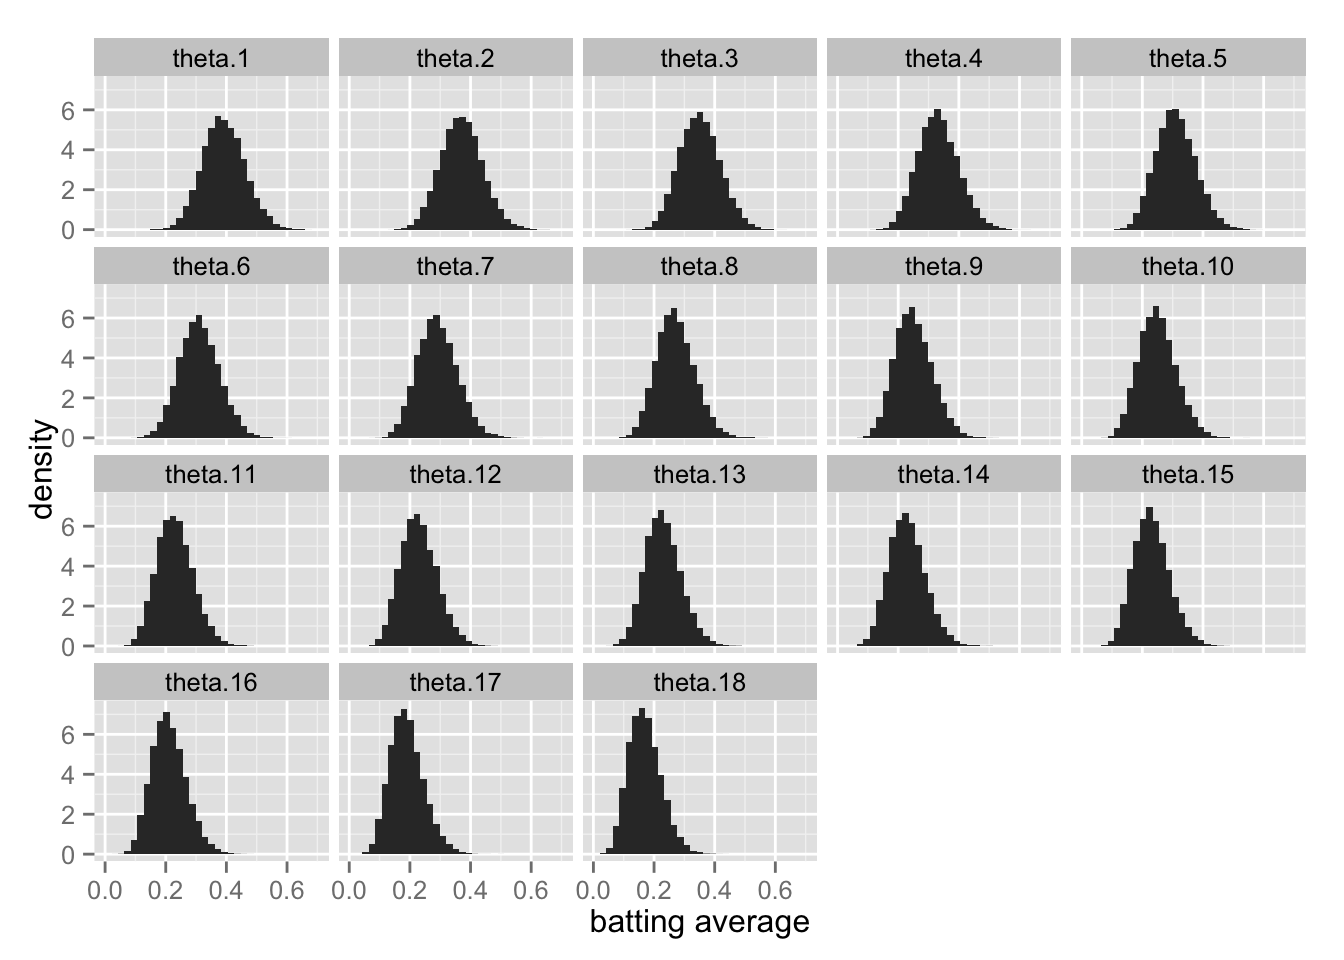 theta.1 theta.2 theta.3 theta.4 theta.5
6
4
2
0
theta.6 theta.7 theta.8 theta.9 theta.10
6
4
2
0
density
theta.11 theta.12 theta.13 theta.14 theta.15
6
4
2
0
theta.16 theta.17 theta.18
6
4
2
0
0.0 0.2 0.4 0.6 0.0 0.2 0.4 0.6 0.0 0.2 0.4 0.6
batting average